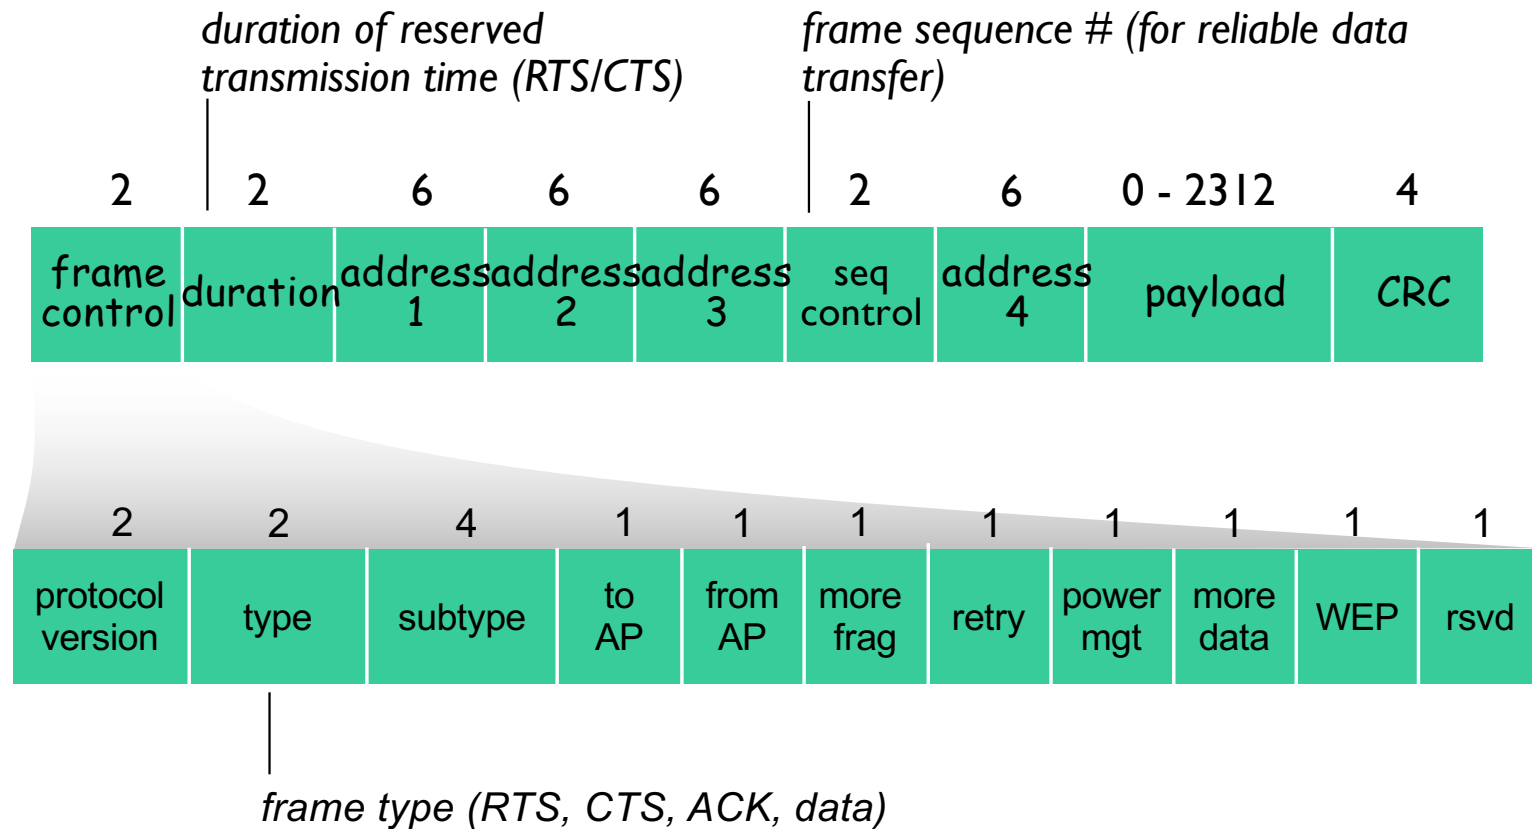 duration of reserved
transmission time (RTS/CTS)
frame sequence # (for reliable data
transfer)
2 2 6 6 6 2 6 0 - 2312 4
frame
control
duration
address
1
address
2
address
3
seq
control
address
4
payload
CRC
2 2 4 1 1 1 1 1 1 1 1
protocol
version
type
subtype
to
AP
from
AP
more
frag
retry
power
mgt
more
data
WEP
rsvd
frame type (RTS, CTS, ACK, data)